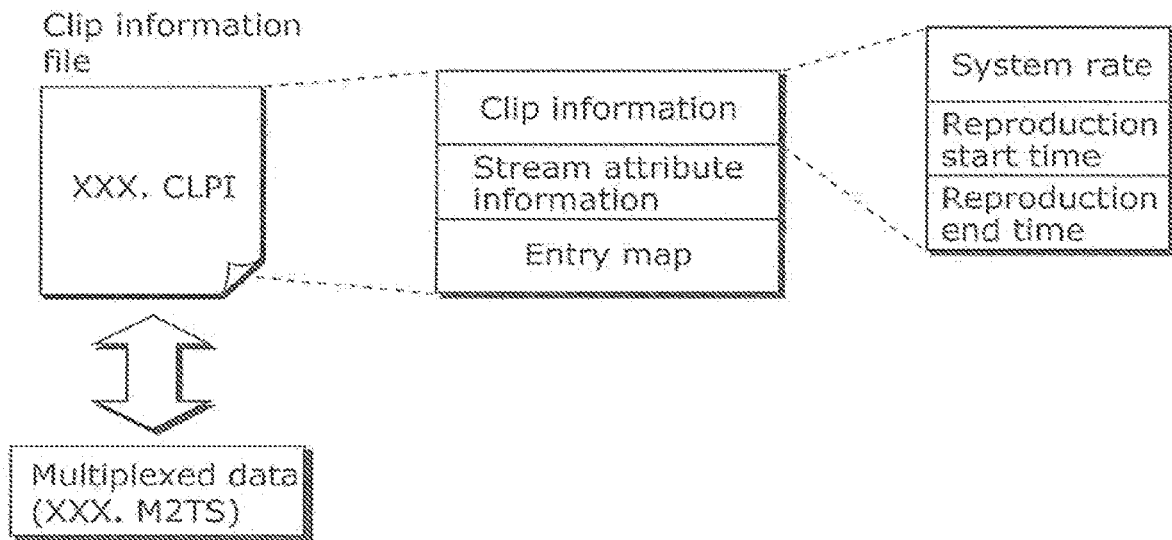 Clip information
file
XXX. CLPI
Clip information
Stream attribute
information
Entry map
System rate
Reproduction
start time
Reproduction
end time
Multiplexed data
(XXX. M2TS)